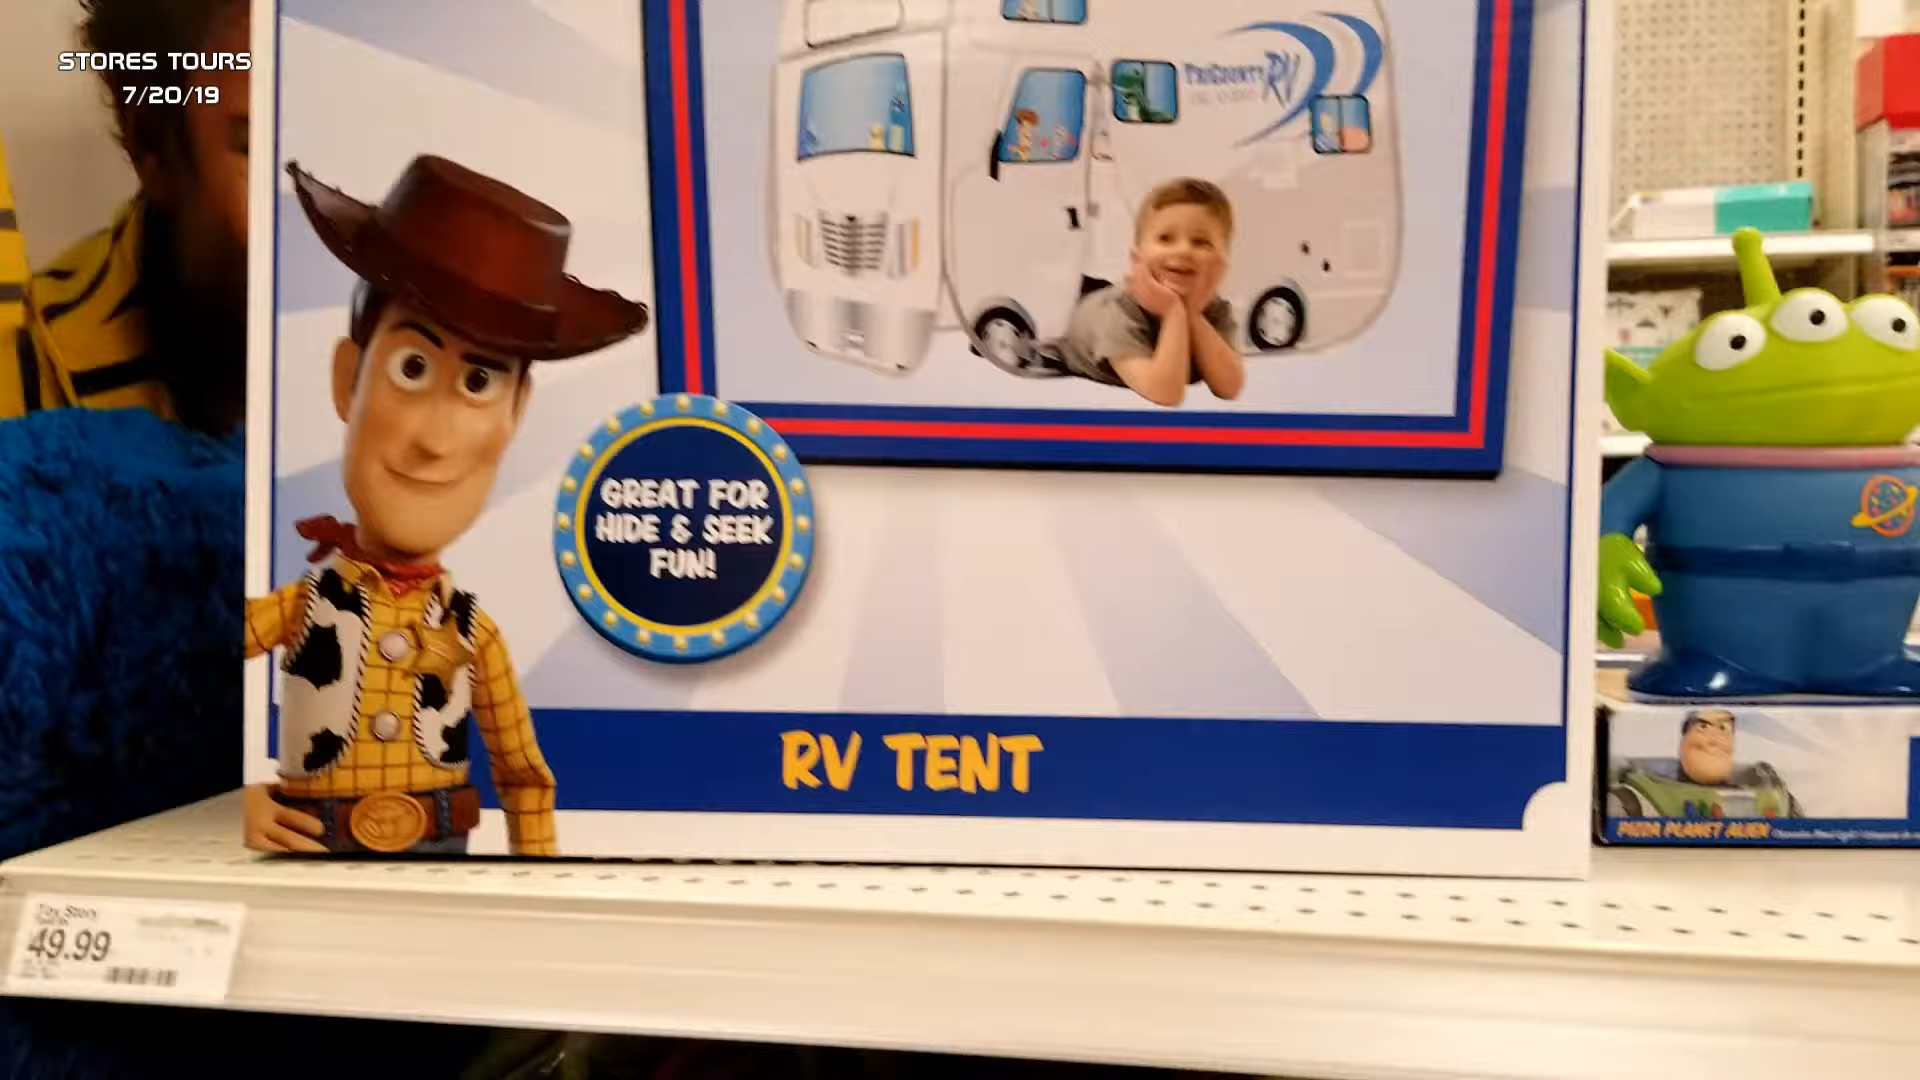 STORES TOURS
7/20/19
TRICOUNTY RV
GREAT FOR
HIDE & SEEK
FUN!
RV TENT
PIZZA PLANET ALIEN
Toy Story
49.99